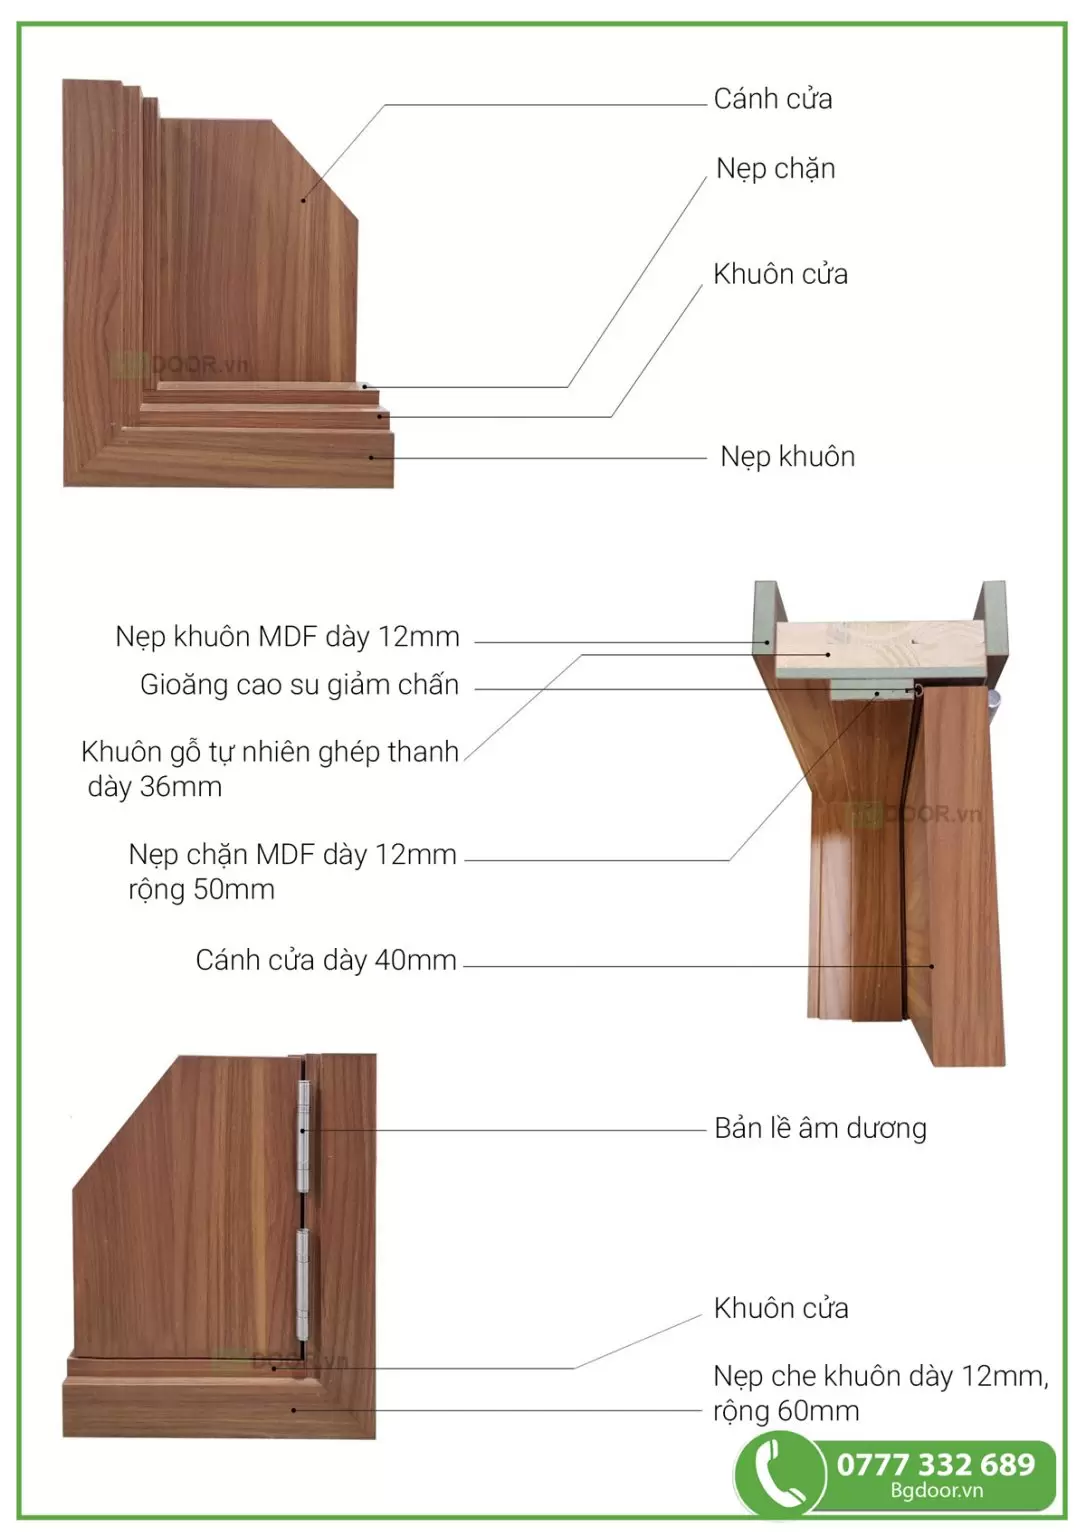 Cánh cửa
Nẹp chặn
Khuôn cửa
DOOR.vn
Nẹp khuôn
Nẹp khuôn MDF dày 12mm
Gioăng cao su giảm chấn
Khuôn gỗ tự nhiên ghép thanh
dày 36mm
DOOR.vn
Nẹp chặn MDF dày 12mm
rộng 50mm
Cánh cửa dày 40mm
Bản lề âm dương
Khuôn cửa
DOOR.vn
Nẹp che khuôn dày 12mm,
rộng 60mm
0777 332 689
Bgdoor.vn